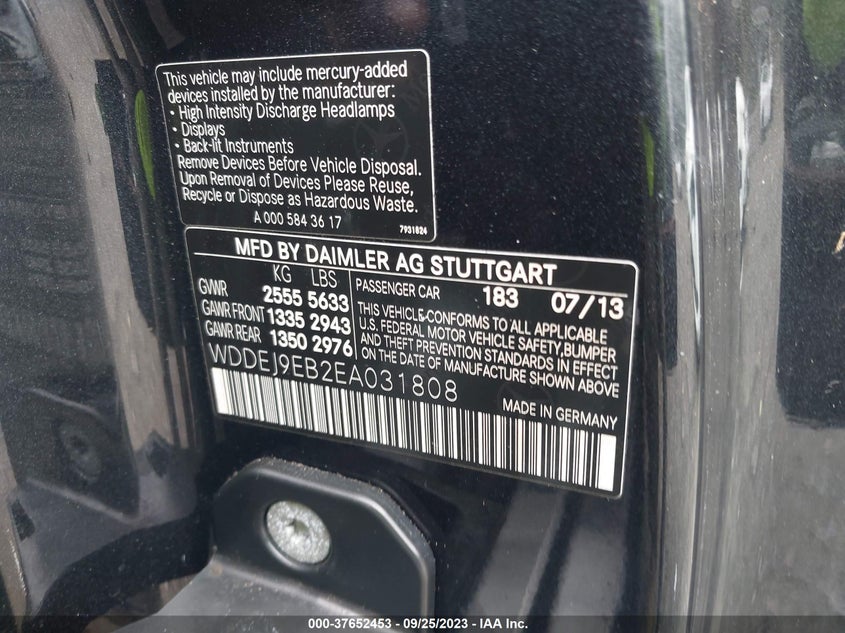 This vehicle may include mercury-added
devices installed by the manufacturer:
• High Intensity Discharge Headlamps
• Displays
• Back-lit Instruments
Remove Devices Before Vehicle Disposal.
Upon Removal of Devices Please Reuse,
Recycle or Dispose as Hazardous Waste.
A 000 584 36 17
7931824
MFD BY DAIMLER AG STUTTGART
KG LBS
GVWR 2555 5633
GAWR FRONT 1335 2943
GAWR REAR 1350 2976
PASSENGER CAR 183 07/13
THIS VEHICLE CONFORMS TO ALL APPLICABLE
U.S. FEDERAL MOTOR VEHICLE SAFETY, BUMPER
AND THEFT PREVENTION STANDARDS IN EFFECT
ON THE DATE OF MANUFACTURE SHOWN ABOVE
WDDEJ9EB2EA031808
MADE IN GERMANY
000-37652453 - 09/25/2023 - IAA Inc.